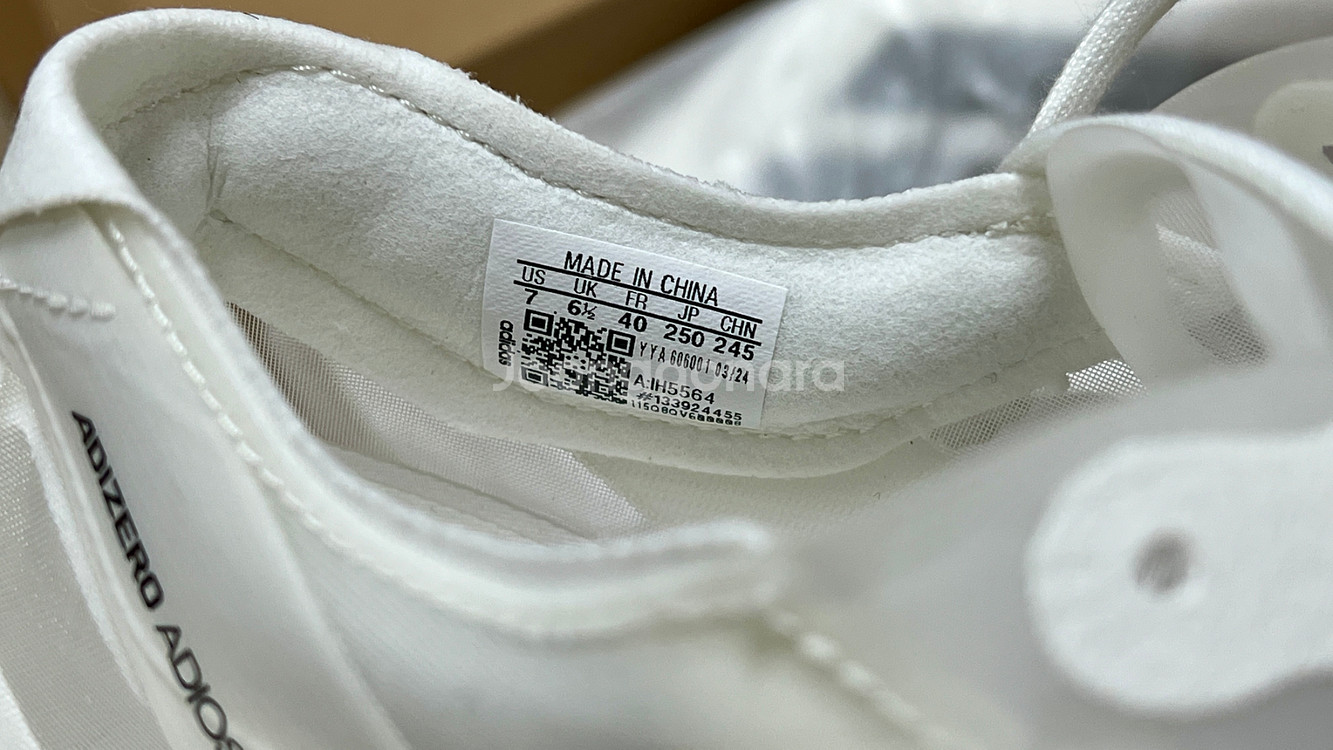 MADE IN CHINA
US UK FR JP CHN
7 6½ 40 250 245
adidas
YYA 606001 03/24
A:IH5564
#133924455
ADIZERO ADIOS